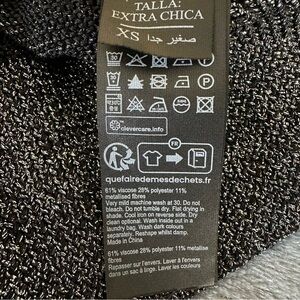 TALLA:
EXTRA CHICA
صغير جدا XS
clevercare.info
FR
quefairedemesdechets.fr
61% viscose 28% polyester 11%
metallised fibres
Very mild machine wash at 30. Do not
bleach. Do not tumble dry. Flat drying in
shade. Cool iron on reverse side. Dry
clean option. Wash inside out in a
laundry bag. Wash dark colours
separately. Reshape whilst damp.
Made in China
61% viscose 28% polyester 11%
fibres métallisées
Repasser sur l'envers. Laver à l'envers
dans un sac à linge. Laver les couleurs